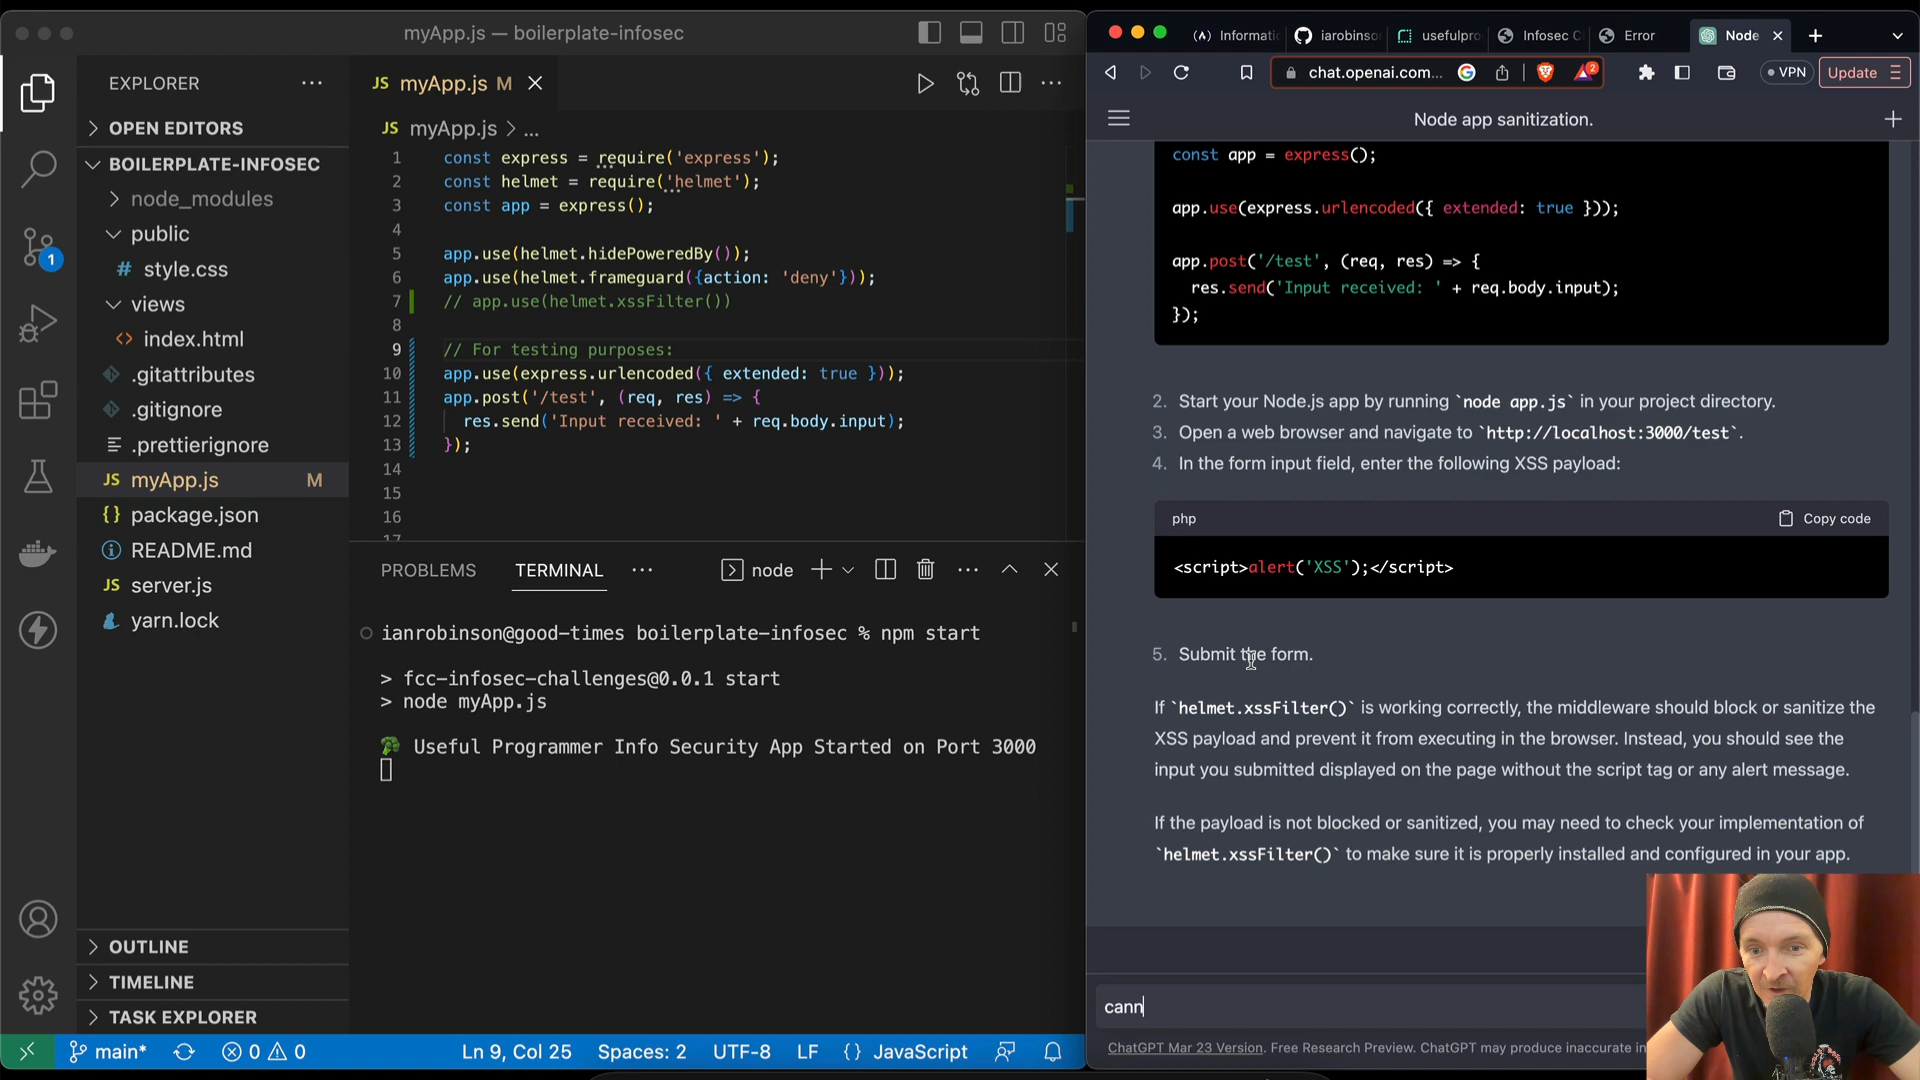 myApp.js — boilerplate-infosec
EXPLORER
OPEN EDITORS
BOILERPLATE-INFOSEC
node_modules
public
# style.css
views
<> index.html
.gitattributes
.gitignore
.prettierignore
JS myApp.js M
{} package.json
README.md
JS server.js
yarn.lock
OUTLINE
TIMELINE
TASK EXPLORER
1
JS myApp.js M
JS myApp.js > ...
1 const express = require('express');
2 const helmet = require('helmet');
3 const app = express();
4
5 app.use(helmet.hidePoweredBy());
6 app.use(helmet.frameguard({action: 'deny'}));
7 // app.use(helmet.xssFilter())
8
9 // For testing purposes:
10 app.use(express.urlencoded({ extended: true }));
11 app.post('/test', (req, res) => {
12 res.send('Input received: ' + req.body.input);
13 });
14
15
16
17
PROBLEMS TERMINAL node
ianrobinson@good-times boilerplate-infosec % npm start
> fcc-infosec-challenges@0.0.1 start
> node myApp.js
🥦 Useful Programmer Info Security App Started on Port 3000
main* 0 0 Ln 9, Col 25 Spaces: 2 UTF-8 LF {} JavaScript
(A) Informati iarobinso usefulpro Infosec C Error Node
chat.openai.com... 2 VPN Update
Node app sanitization.
const app = express();
app.use(express.urlencoded({ extended: true }));
app.post('/test', (req, res) => {
res.send('Input received: ' + req.body.input);
});
2. Start your Node.js app by running `node app.js` in your project directory.
3. Open a web browser and navigate to `http://localhost:3000/test`.
4. In the form input field, enter the following XSS payload:
php Copy code
<script>alert('XSS');</script>
5. Submit the form.
If `helmet.xssFilter()` is working correctly, the middleware should block or sanitize the
XSS payload and prevent it from executing in the browser. Instead, you should see the
input you submitted displayed on the page without the script tag or any alert message.
If the payload is not blocked or sanitized, you may need to check your implementation of
`helmet.xssFilter()` to make sure it is properly installed and configured in your app.
cann
ChatGPT Mar 23 Version. Free Research Preview. ChatGPT may produce inaccurate in